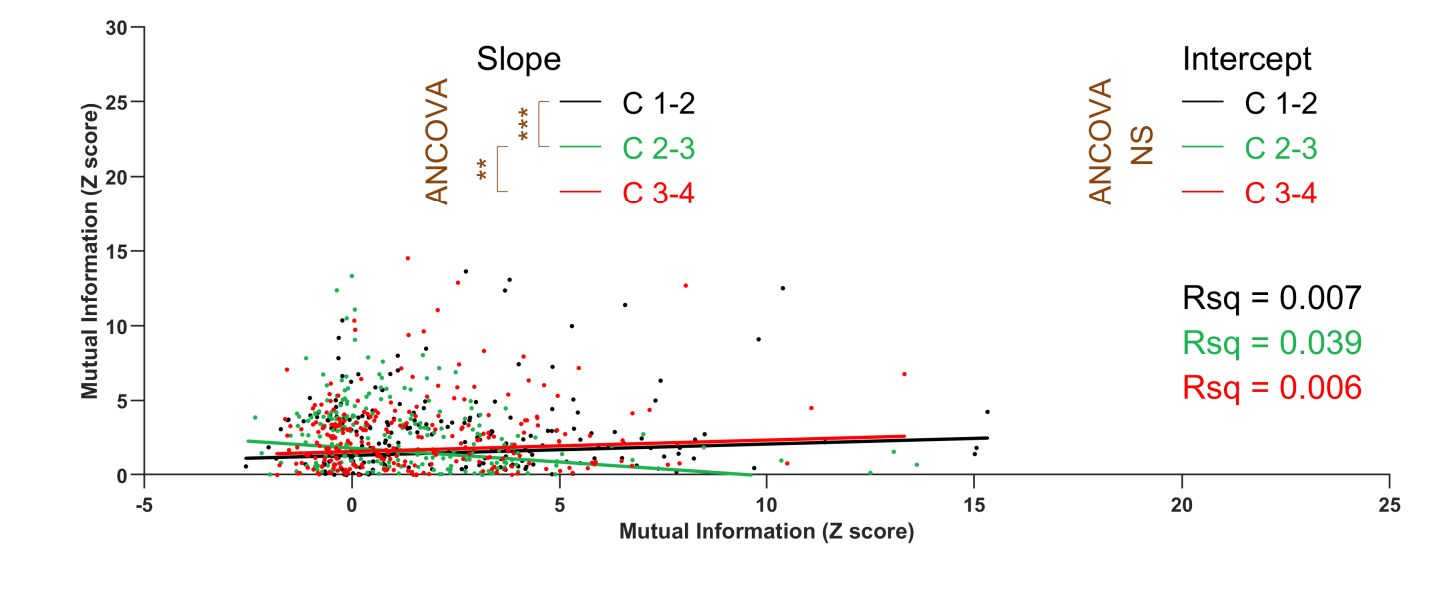 30
25
20
15
10
5
0
Mutual Information (Z score)
-5
0
5
10
15
20
25
Mutual Information (Z score)
Slope
ANCOVA
***
**
C 1-2
C 2-3
C 3-4
Intercept
ANCOVA
NS
C 1-2
C 2-3
C 3-4
Rsq = 0.007
Rsq = 0.039
Rsq = 0.006